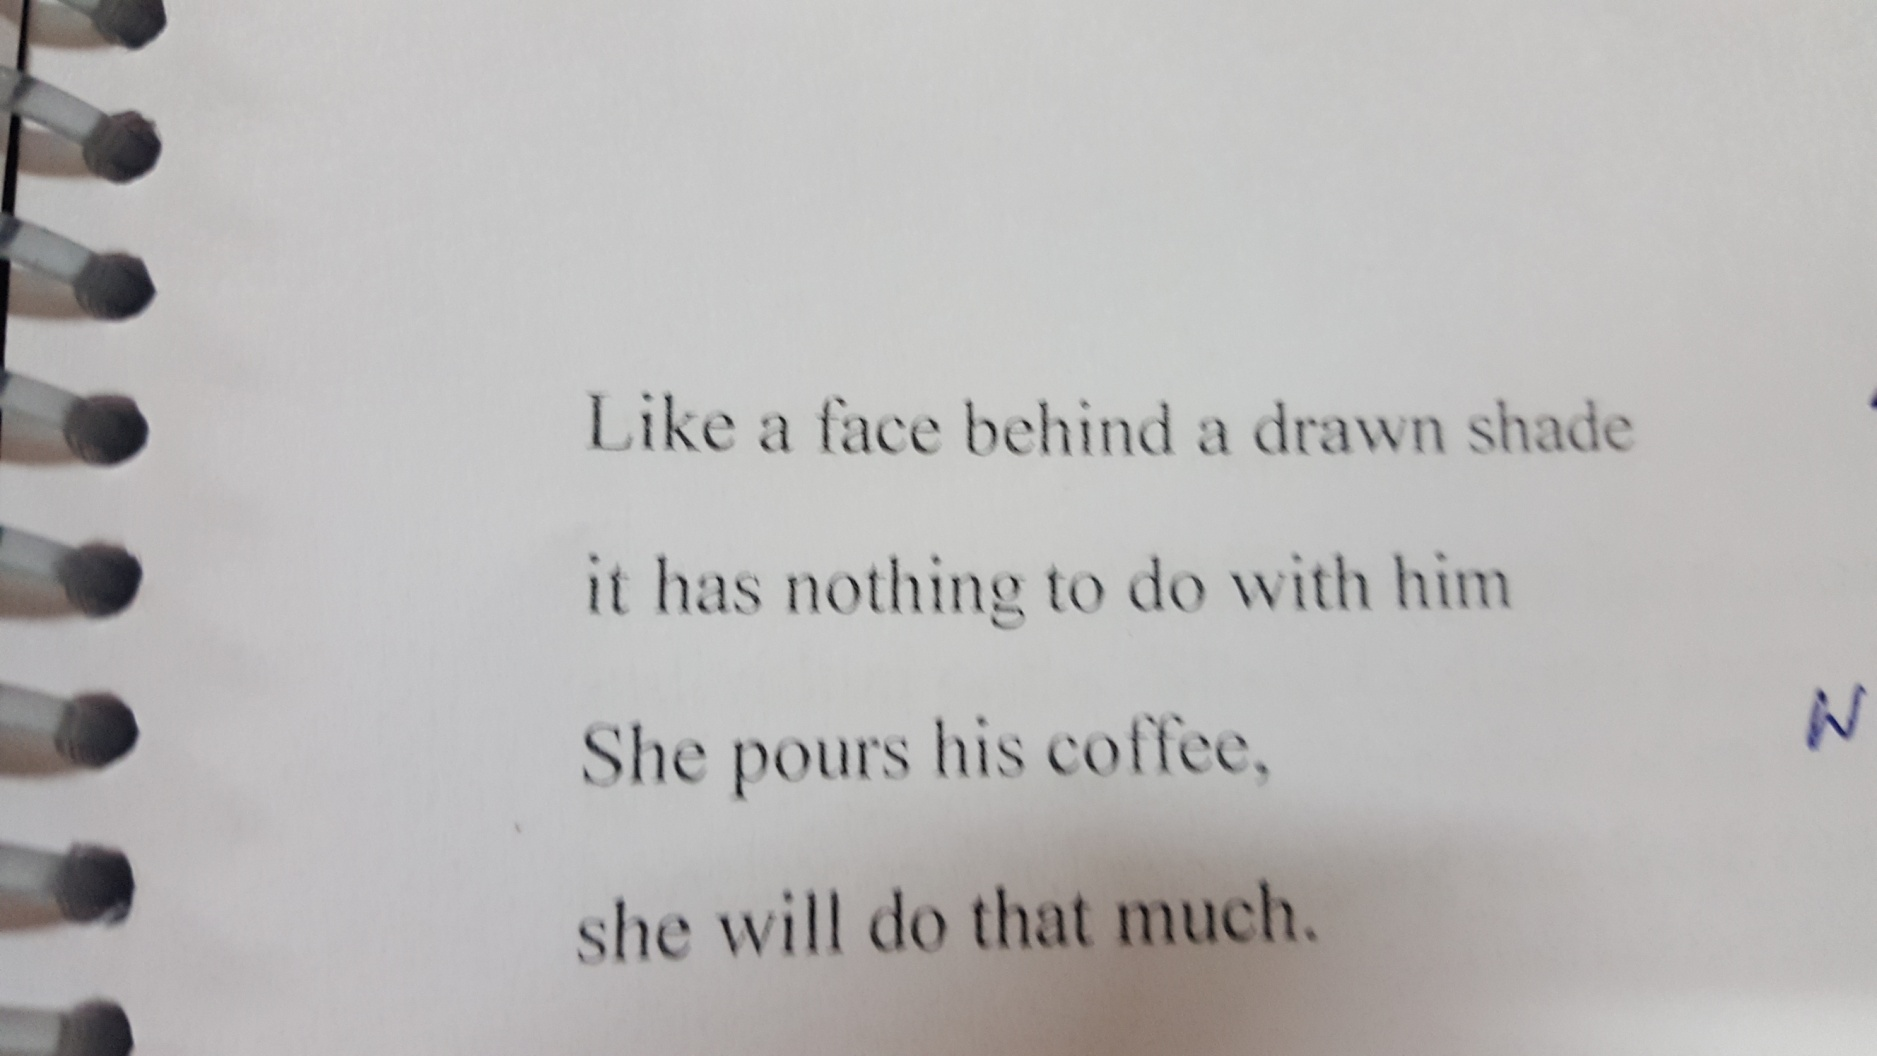 Like a face behind a drawn shade
it has nothing to do with him
She pours his coffee,
she will do that much.